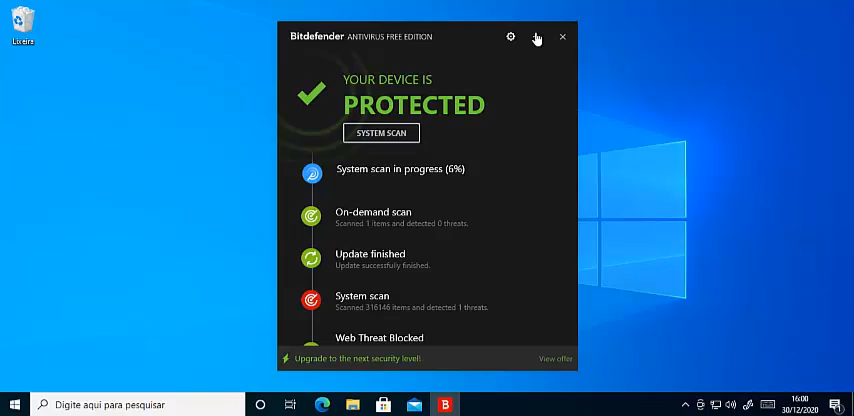 Lixeira
Bitdefender ANTIVIRUS FREE EDITION
YOUR DEVICE IS
PROTECTED
SYSTEM SCAN
System scan in progress (6%)
On-demand scan
Scanned 1 items and detected 0 threats.
Update finished
Update successfully finished.
System scan
Scanned 316146 items and detected 1 threats.
Web Threat Blocked
Upgrade to the next security level!
View offer
Digite aqui para pesquisar
B
16:00
30/12/2020